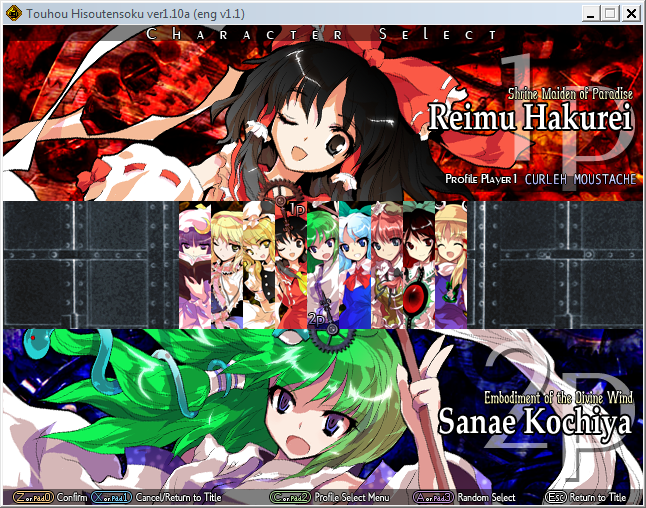 Touhou Hisoutensoku ver1.10a (eng v1.1)
Character Select
1p
Shrine Maiden of Paradise
Reimu Hakurei
Profile Player1 CURLEH MOUSTACHE
1p
2p
2p
Embodiment of the Divine Wind
Sanae Kochiya
Z or Pad0 Confirm X or Pad1 Cancel/Return to Title C or Pad2 Profile Select Menu A or Pad3 Random Select Esc Return to Title